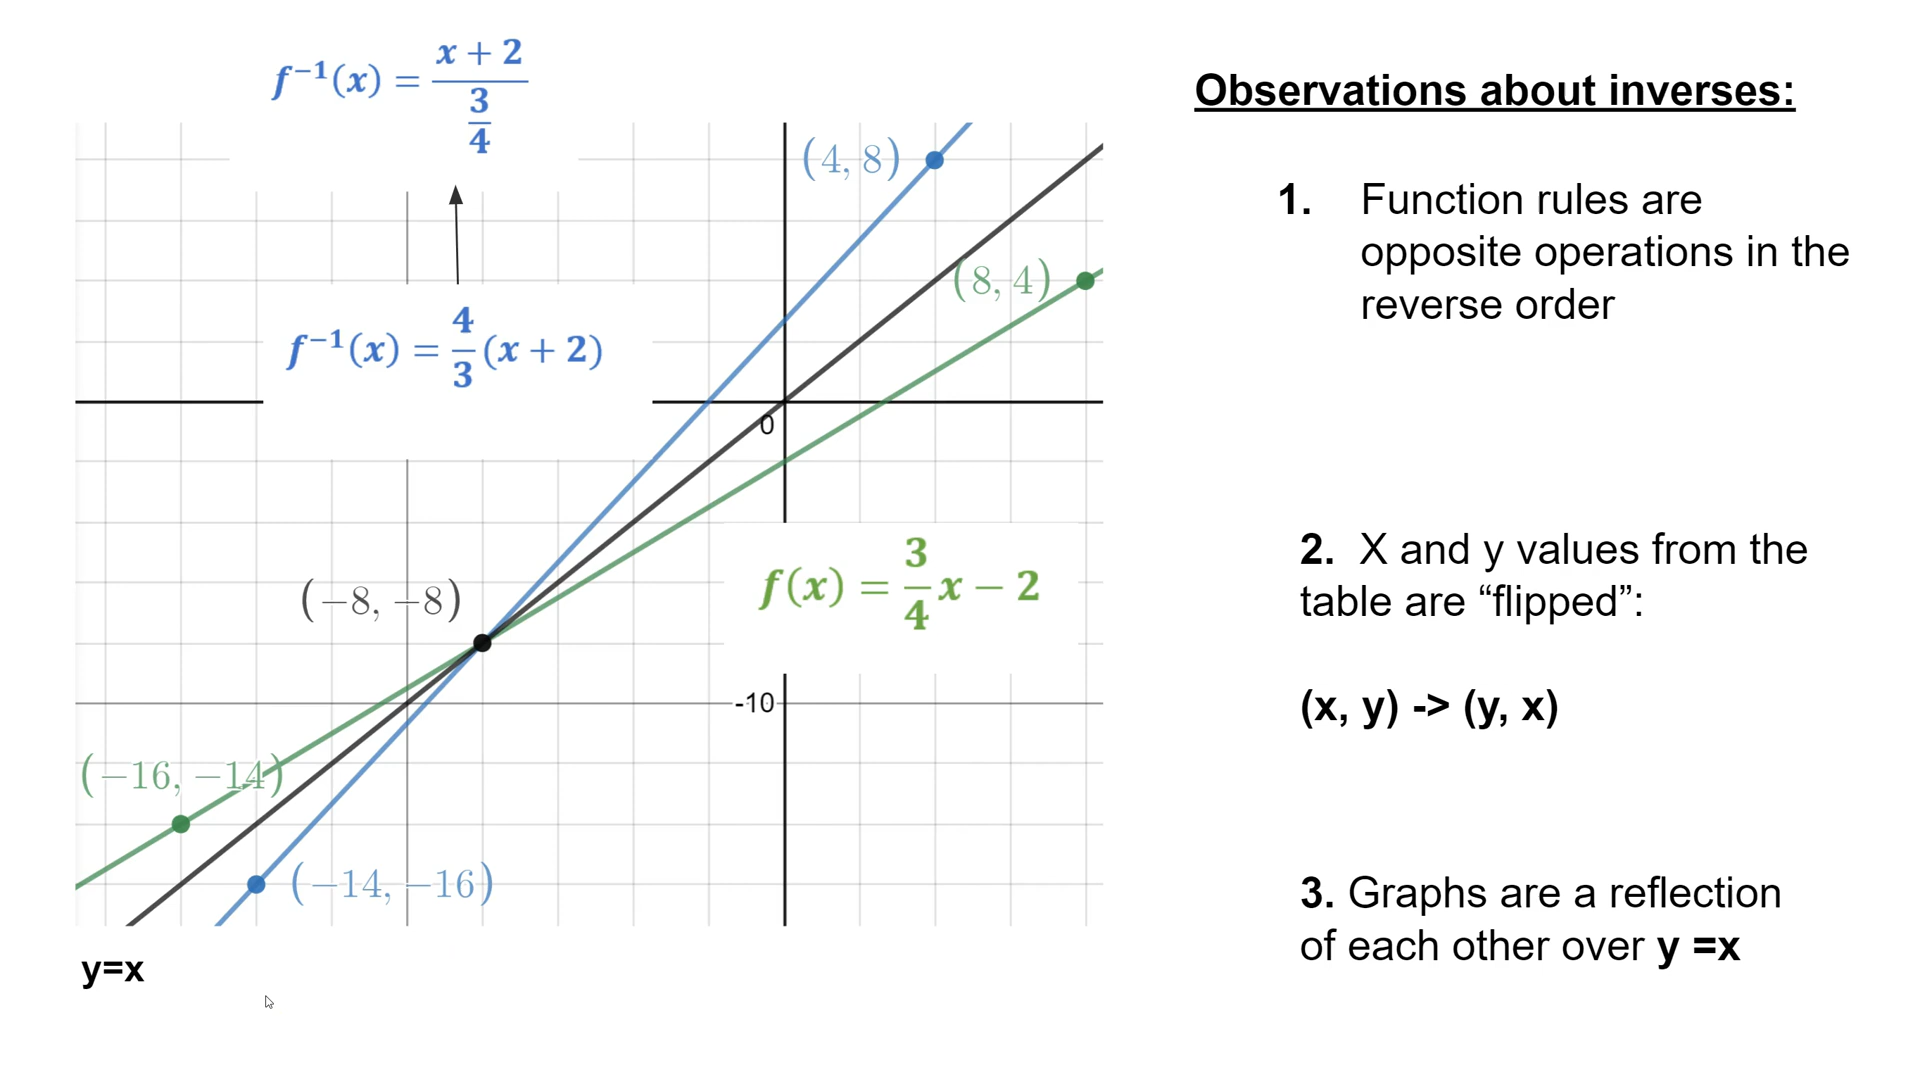 f⁻¹(x) = (x + 2)/(3/4)
(4, 8)
(8, 4)
f⁻¹(x) = 4/3 (x + 2)
0
f(x) = 3/4 x − 2
(−8, −8)
-10
(−16, −14)
(−14, −16)
y=x
Observations about inverses:
1. Function rules are
opposite operations in the
reverse order
2. X and y values from the
table are “flipped”:
(x, y) -> (y, x)
3. Graphs are a reflection
of each other over y =x